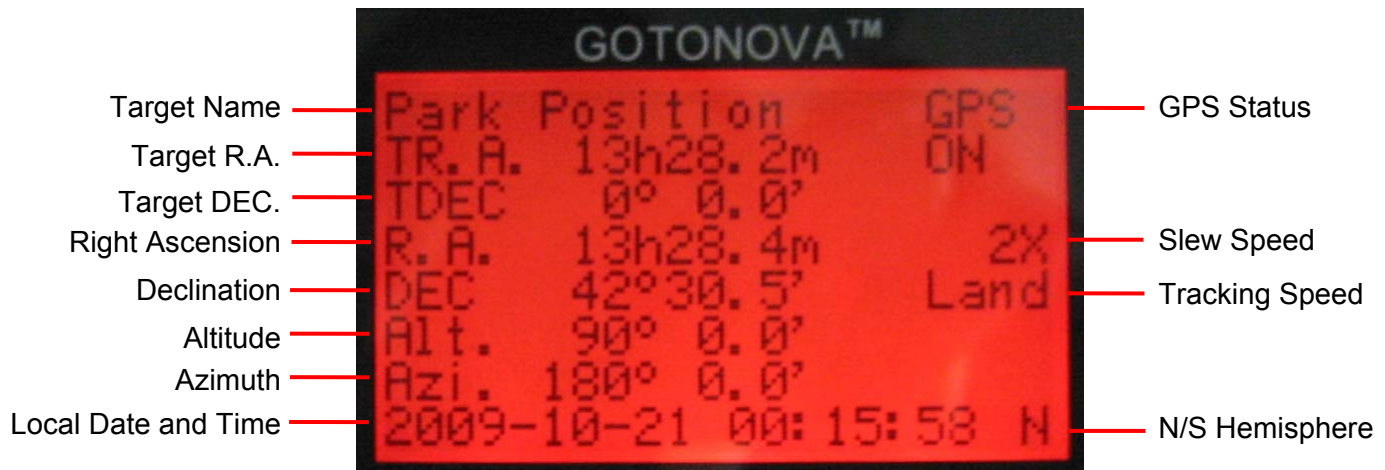 GOTONOVA™
Target Name Park Position GPS GPS Status
Target R.A. TR.A. 13h28.2m ON
Target DEC. TDEC 0° 0.0'
Right Ascension R.A. 13h28.4m 2X Slew Speed
Declination DEC 42°30.5' Land Tracking Speed
Altitude Alt. 90° 0.0'
Azimuth Azi. 180° 0.0'
Local Date and Time 2009-10-21 00:15:58 N N/S Hemisphere